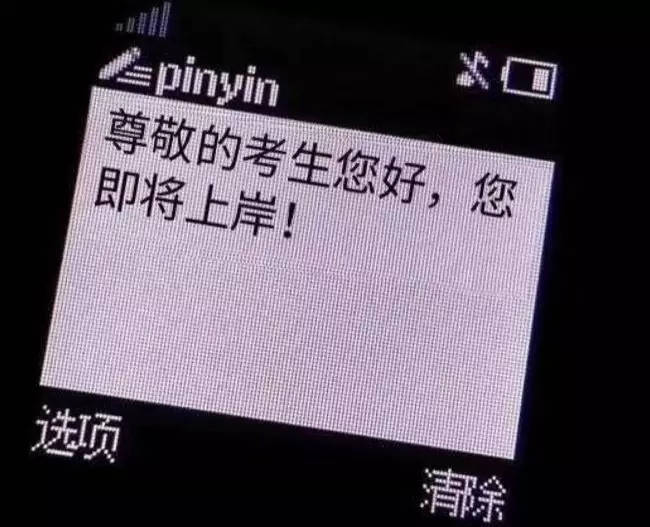 pinyin
尊敬的考生您好，您
即将上岸！
选项
清除